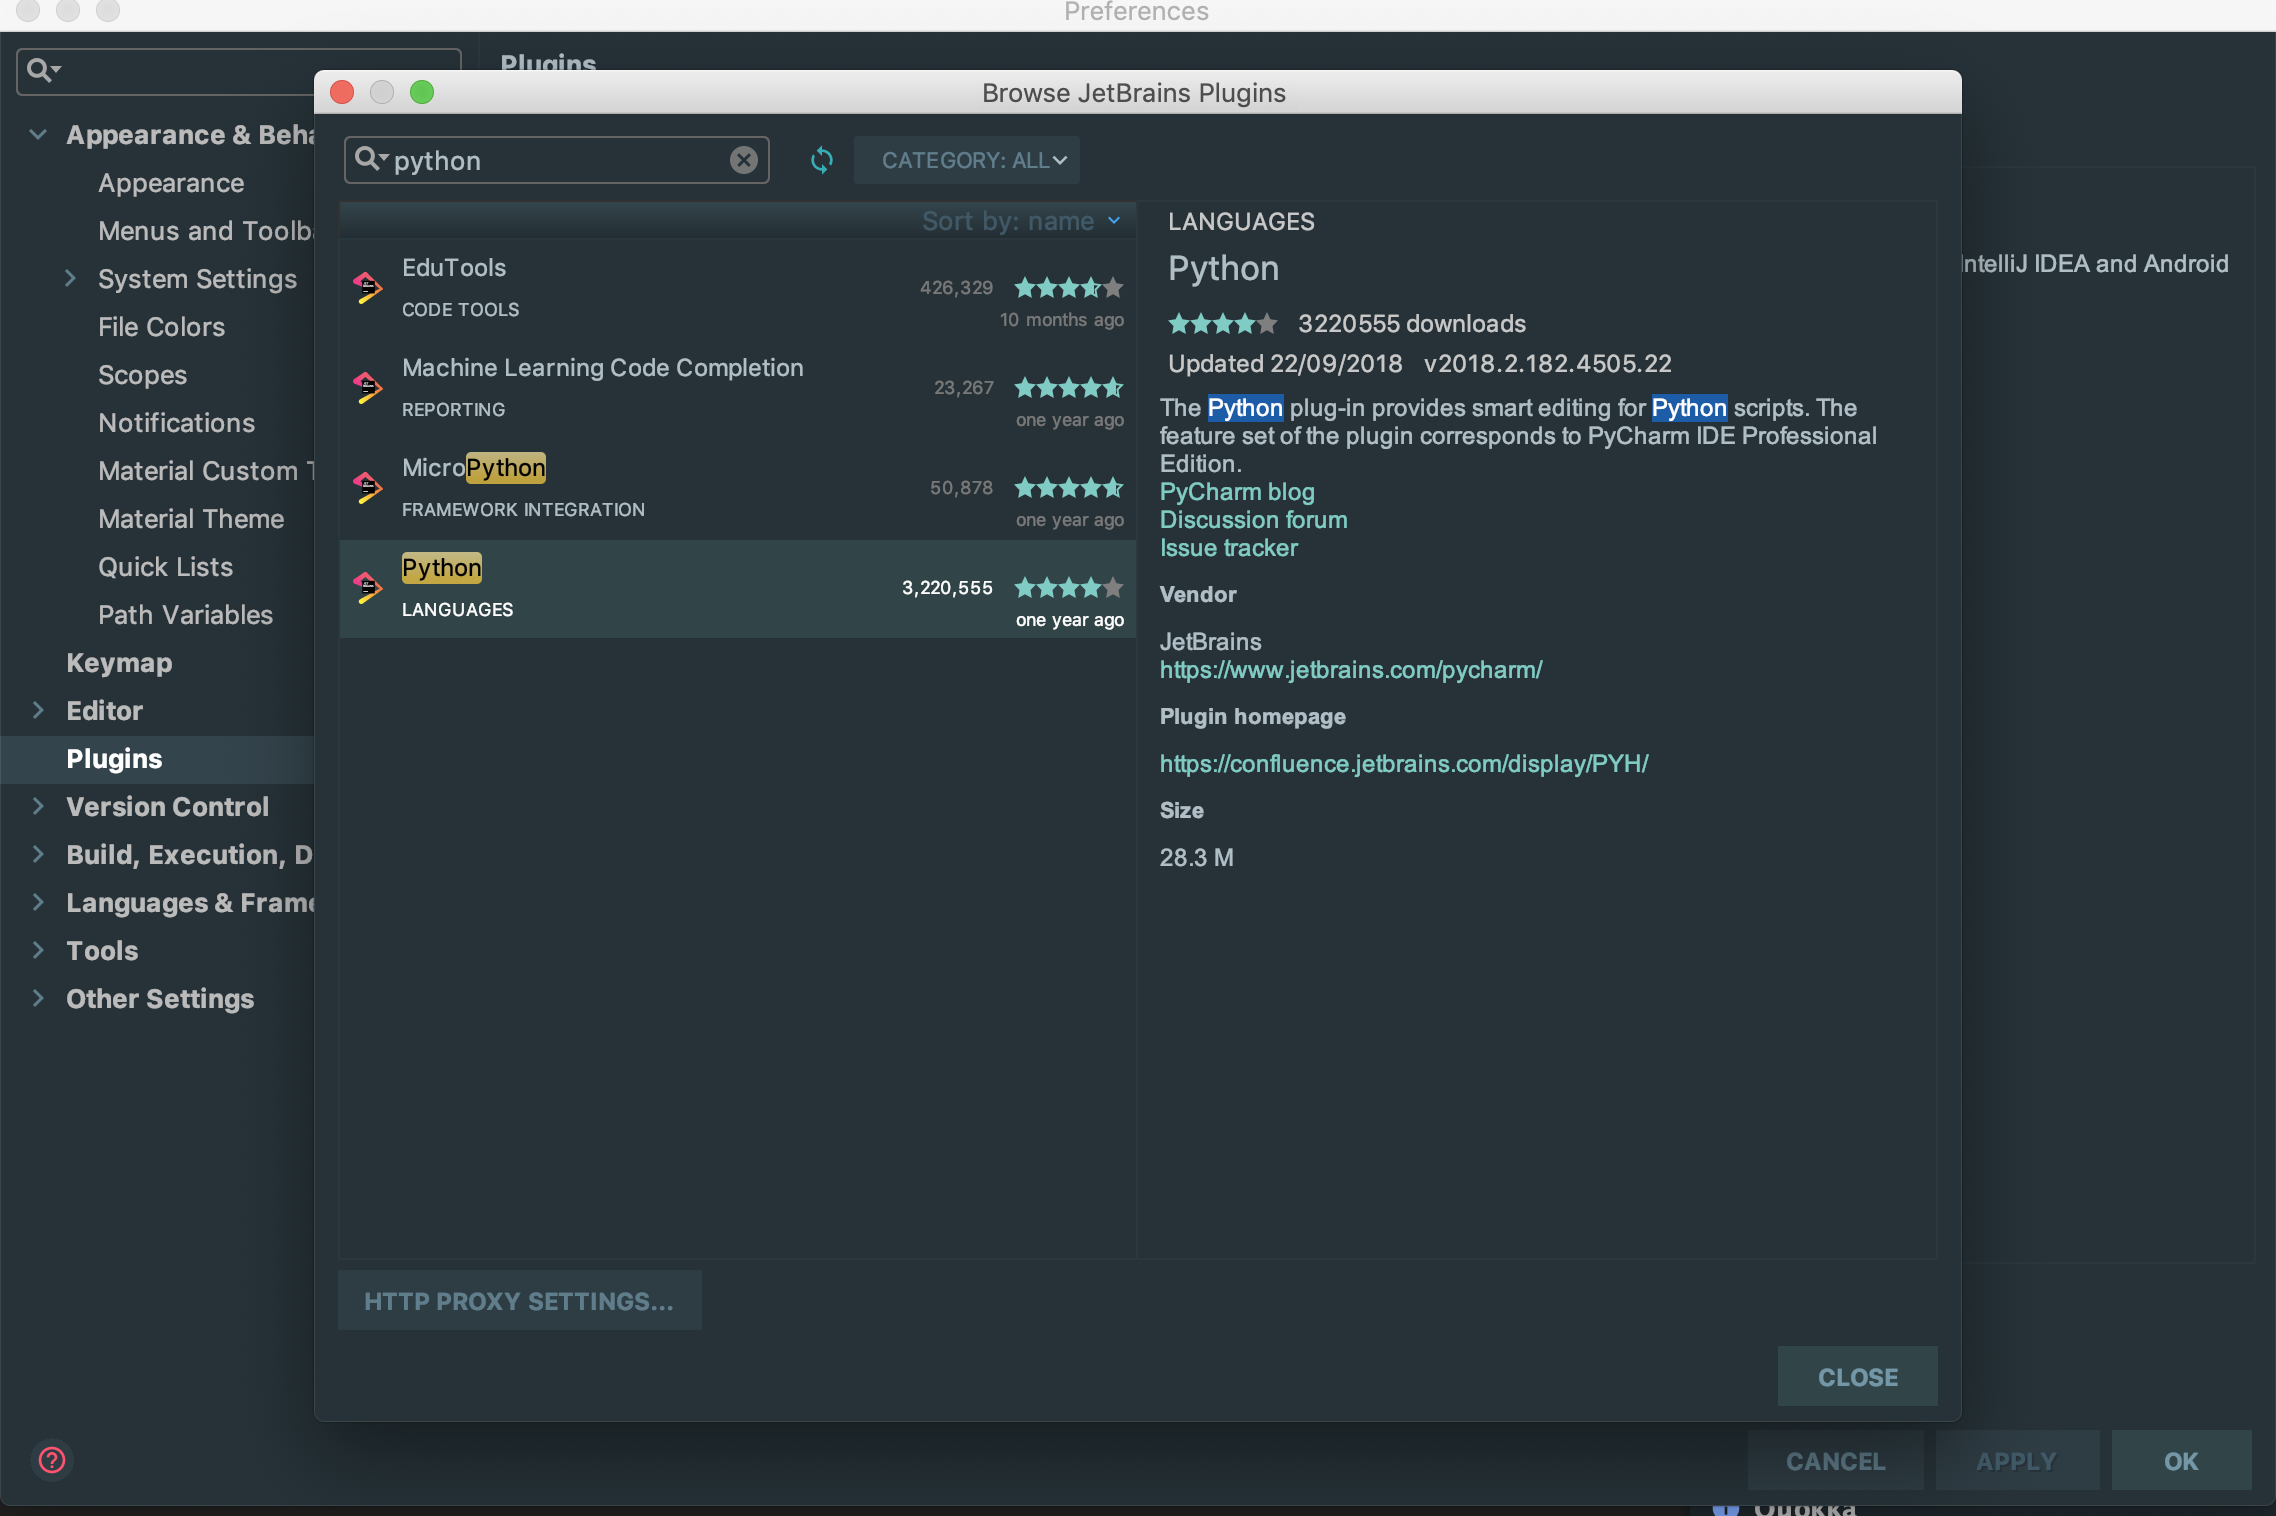 Preferences
Plugins
Appearance & Beha
Appearance
Menus and Toolb
System Settings
File Colors
Scopes
Notifications
Material Custom T
Material Theme
Quick Lists
Path Variables
Keymap
Editor
Plugins
Version Control
Build, Execution, D
Languages & Frame
Tools
Other Settings
Browse JetBrains Plugins
python
CATEGORY: ALL
Sort by: name
EduTools
CODE TOOLS
426,329
10 months ago
Machine Learning Code Completion
REPORTING
23,267
one year ago
MicroPython
FRAMEWORK INTEGRATION
50,878
one year ago
Python
LANGUAGES
3,220,555
one year ago
LANGUAGES
Python
3220555 downloads
Updated 22/09/2018 v2018.2.182.4505.22
The Python plug-in provides smart editing for Python scripts. The
feature set of the plugin corresponds to PyCharm IDE Professional
Edition.
PyCharm blog
Discussion forum
Issue tracker
Vendor
JetBrains
https://www.jetbrains.com/pycharm/
Plugin homepage
https://confluence.jetbrains.com/display/PYH/
Size
28.3 M
IntelliJ IDEA and Android
HTTP PROXY SETTINGS...
CLOSE
CANCEL
APPLY
OK
Quokka